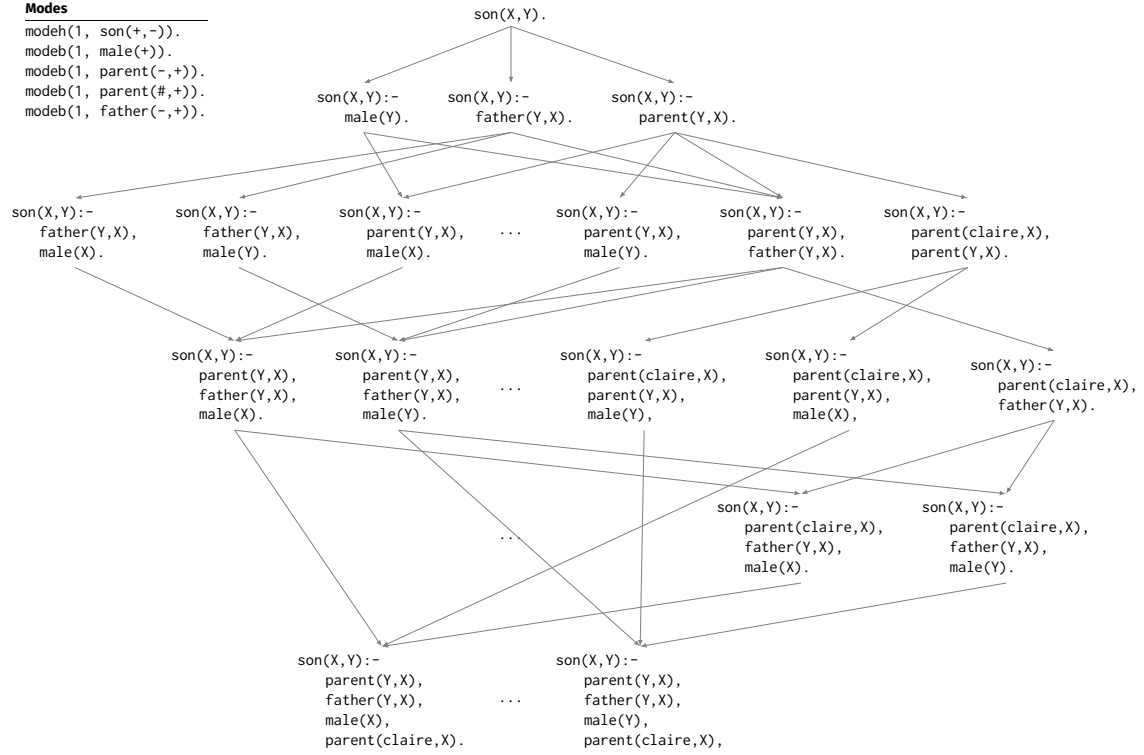 Modes
modeh(1, son(+,-)).
modeb(1, male(+)).
modeb(1, parent(-,+)).
modeb(1, parent(#,+)).
modeb(1, father(-,+)).
son(X,Y).
son(X,Y):-
male(Y).
son(X,Y):-
father(Y,X).
son(X,Y):-
parent(Y,X).
son(X,Y):-
father(Y,X),
male(X).
son(X,Y):-
father(Y,X),
male(Y).
son(X,Y):-
parent(Y,X),
male(X).
...
son(X,Y):-
parent(Y,X),
male(Y).
son(X,Y):-
parent(Y,X),
father(Y,X).
son(X,Y):-
parent(claire,X),
parent(Y,X).
son(X,Y):-
parent(Y,X),
father(Y,X),
male(X).
son(X,Y):-
parent(Y,X),
father(Y,X),
male(Y).
...
son(X,Y):-
parent(claire,X),
parent(Y,X),
male(Y),
son(X,Y):-
parent(claire,X),
parent(Y,X),
male(X),
son(X,Y):-
parent(claire,X),
father(Y,X).
...
son(X,Y):-
parent(claire,X),
father(Y,X),
male(X).
son(X,Y):-
parent(claire,X),
father(Y,X),
male(Y).
son(X,Y):-
parent(Y,X),
father(Y,X),
male(X),
parent(claire,X).
...
son(X,Y):-
parent(Y,X),
father(Y,X),
male(Y),
parent(claire,X),